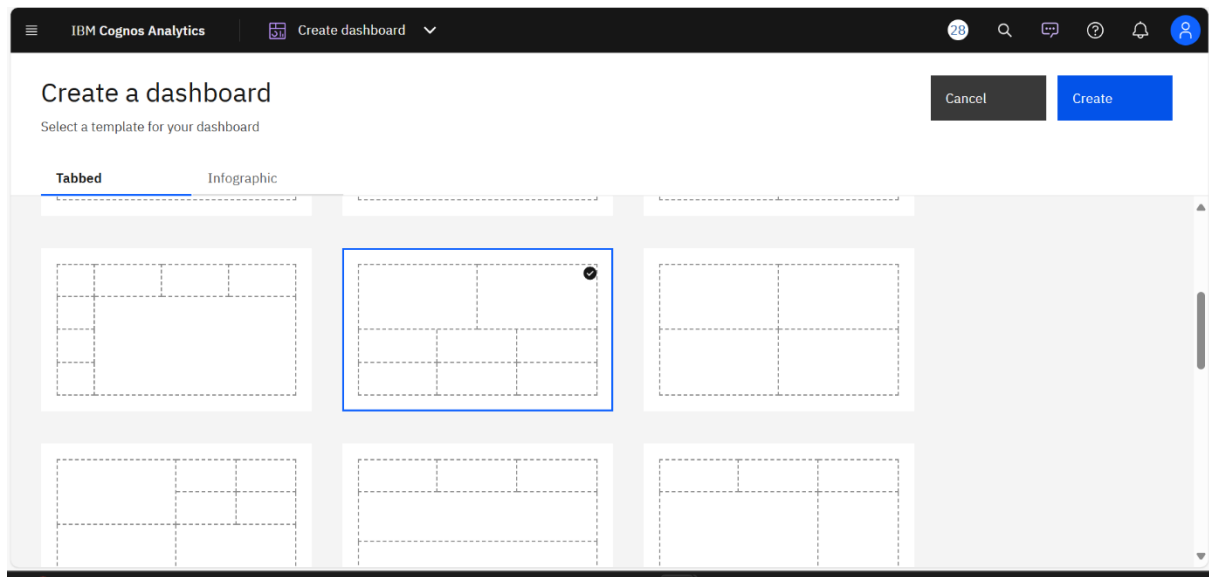 IBM Cognos Analytics
Create dashboard
28
Create a dashboard
Cancel
Create
Select a template for your dashboard
Tabbed
Infographic